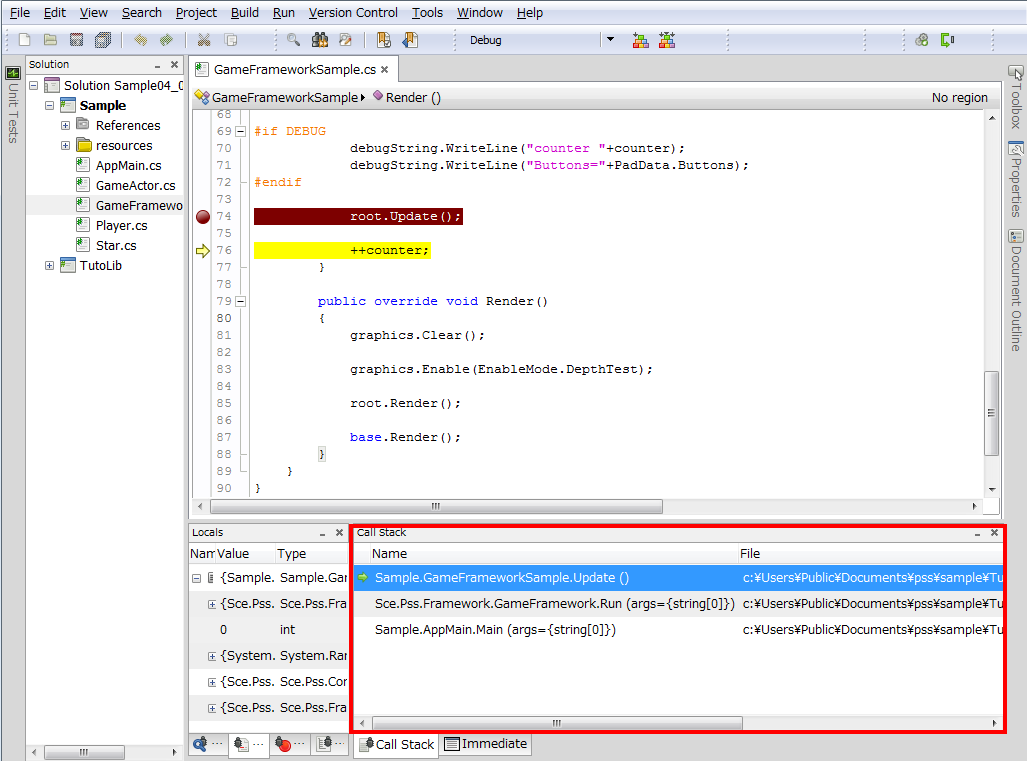 File Edit View Search Project Build Run Version Control Tools Window Help
Debug
Unit Tests
Solution
Solution Sample04_0
Sample
References
resources
AppMain.cs
GameActor.cs
GameFramewo
Player.cs
Star.cs
TutoLib
GameFrameworkSample.cs
GameFrameworkSample Render () No region
68
69 #if DEBUG
70 debugString.WriteLine("counter "+counter);
71 debugString.WriteLine("Buttons="+PadData.Buttons);
72 #endif
73
74 root.Update();
75
76 ++counter;
77 }
78
79 public override void Render()
80 {
81 graphics.Clear();
82
83 graphics.Enable(EnableMode.DepthTest);
84
85 root.Render();
86
87 base.Render();
88 }
89 }
90 }
Toolbox
Properties
Document Outline
Locals
Nam Value Type
{Sample. Sample.Gam
{Sce.Pss. Sce.Pss.Fra
0 int
{System. System.Ran
{Sce.Pss. Sce.Pss.Cor
{Sce.Pss. Sce.Pss.Fra
Call Stack
Name File
Sample.GameFrameworkSample.Update () c:¥Users¥Public¥Documents¥pss¥sample¥Tu
Sce.Pss.Framework.GameFramework.Run (args={string[0]}) c:¥Users¥Public¥Documents¥pss¥sample¥Tu
Sample.AppMain.Main (args={string[0]}) c:¥Users¥Public¥Documents¥pss¥sample¥Tu
... ... ... ...
Call Stack Immediate